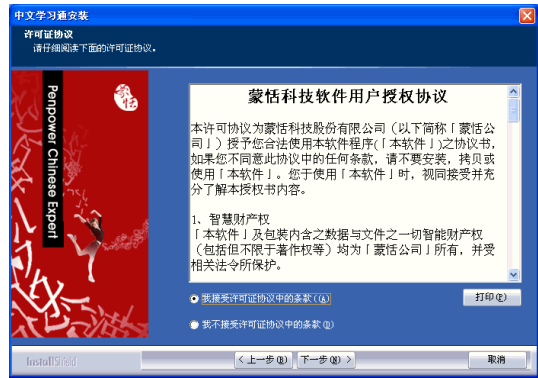 中文学习通安装
许可证协议
请仔细阅读下面的许可证协议。
Penpower Chinese Expert
蒙恬
蒙恬科技软件用户授权协议
本许可协议为蒙恬科技股份有限公司（以下简称「蒙恬公
司」）授予您合法使用本软件程序(「本软件」)之协议书，
如果您不同意此协议中的任何条款，请不要安装，拷贝或
使用「本软件」。您于使用「本软件」时，视同接受并充
分了解本授权书内容。
1、智慧财产权
「本软件」及包装内含之数据与文件之一切智能财产权
（包括但不限于著作权等）均为「蒙恬公司」所有，并受
相关法令所保护。
我接受许可证协议中的条款((A)
打印(P)
我不接受许可证协议中的条款(D)
InstallShield
< 上一步(B)
下一步(N) >
取消